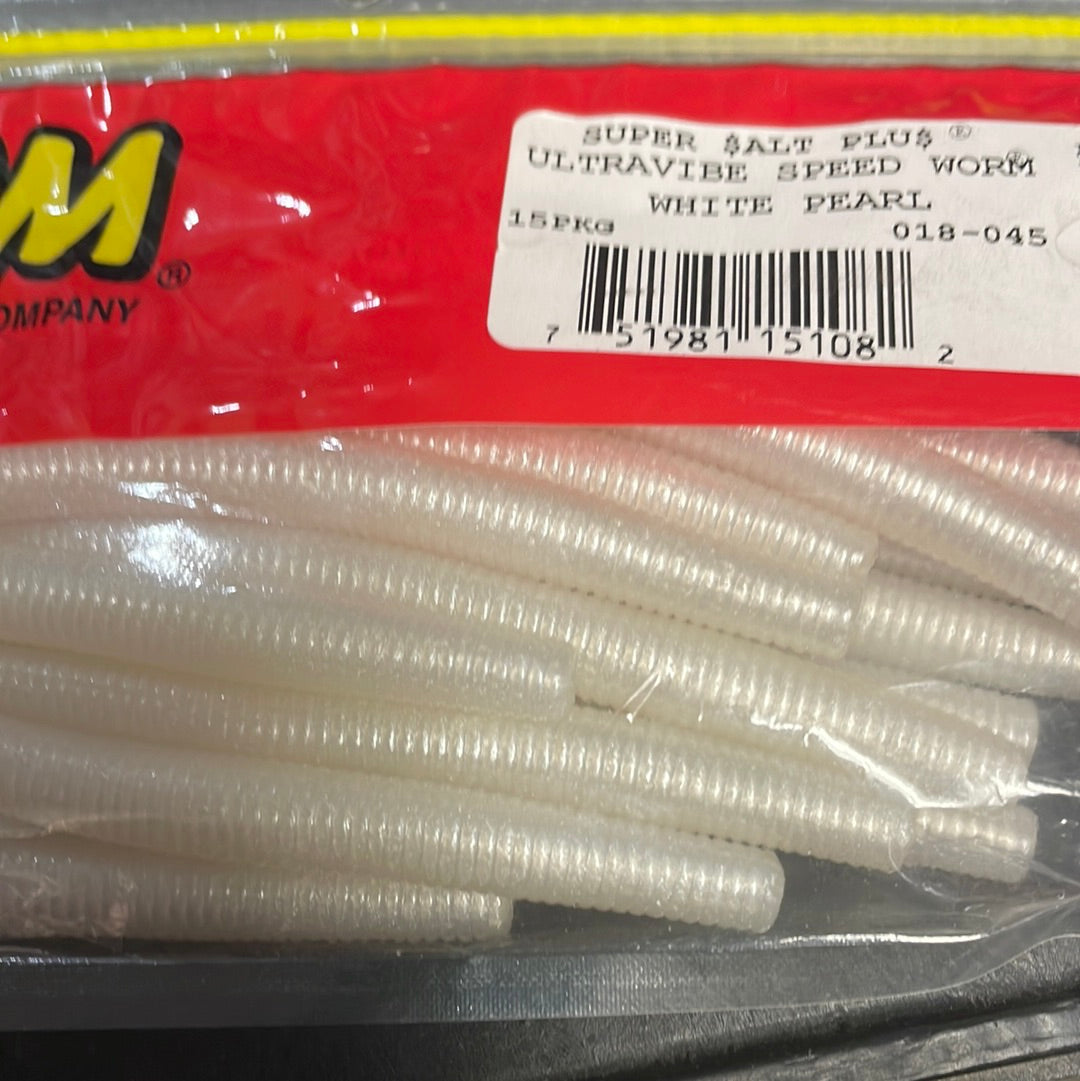 M®
OMPANY
SUPER $ALT PLU$ ®
ULTRAVIBE SPEED WORM ®
WHITE PEARL
15PKG 018-045
7 51981 15108 2